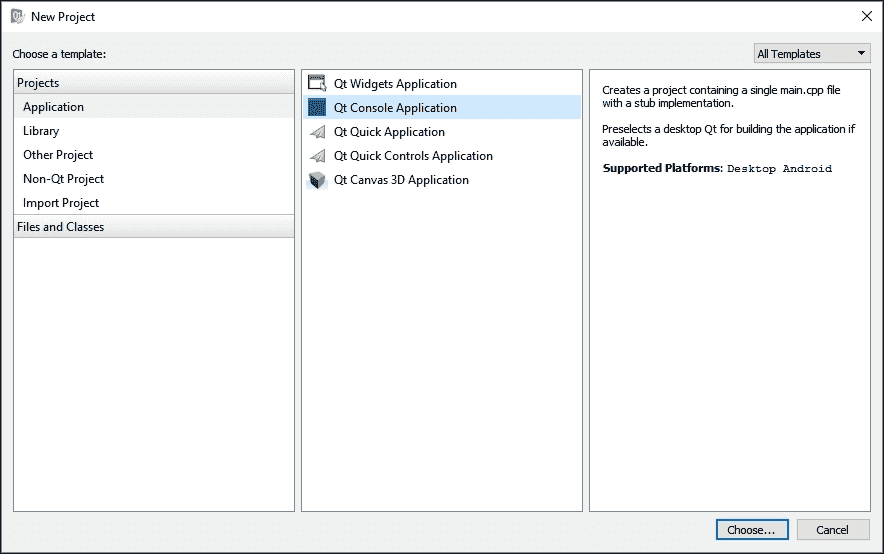 New Project
Choose a template:
All Templates
Projects
Application
Library
Other Project
Non-Qt Project
Import Project
Files and Classes
Qt Widgets Application
Qt Console Application
Qt Quick Application
Qt Quick Controls Application
Qt Canvas 3D Application
Creates a project containing a single main.cpp file
with a stub implementation.
Preselects a desktop Qt for building the application if
available.
Supported Platforms: Desktop Android
Choose...
Cancel